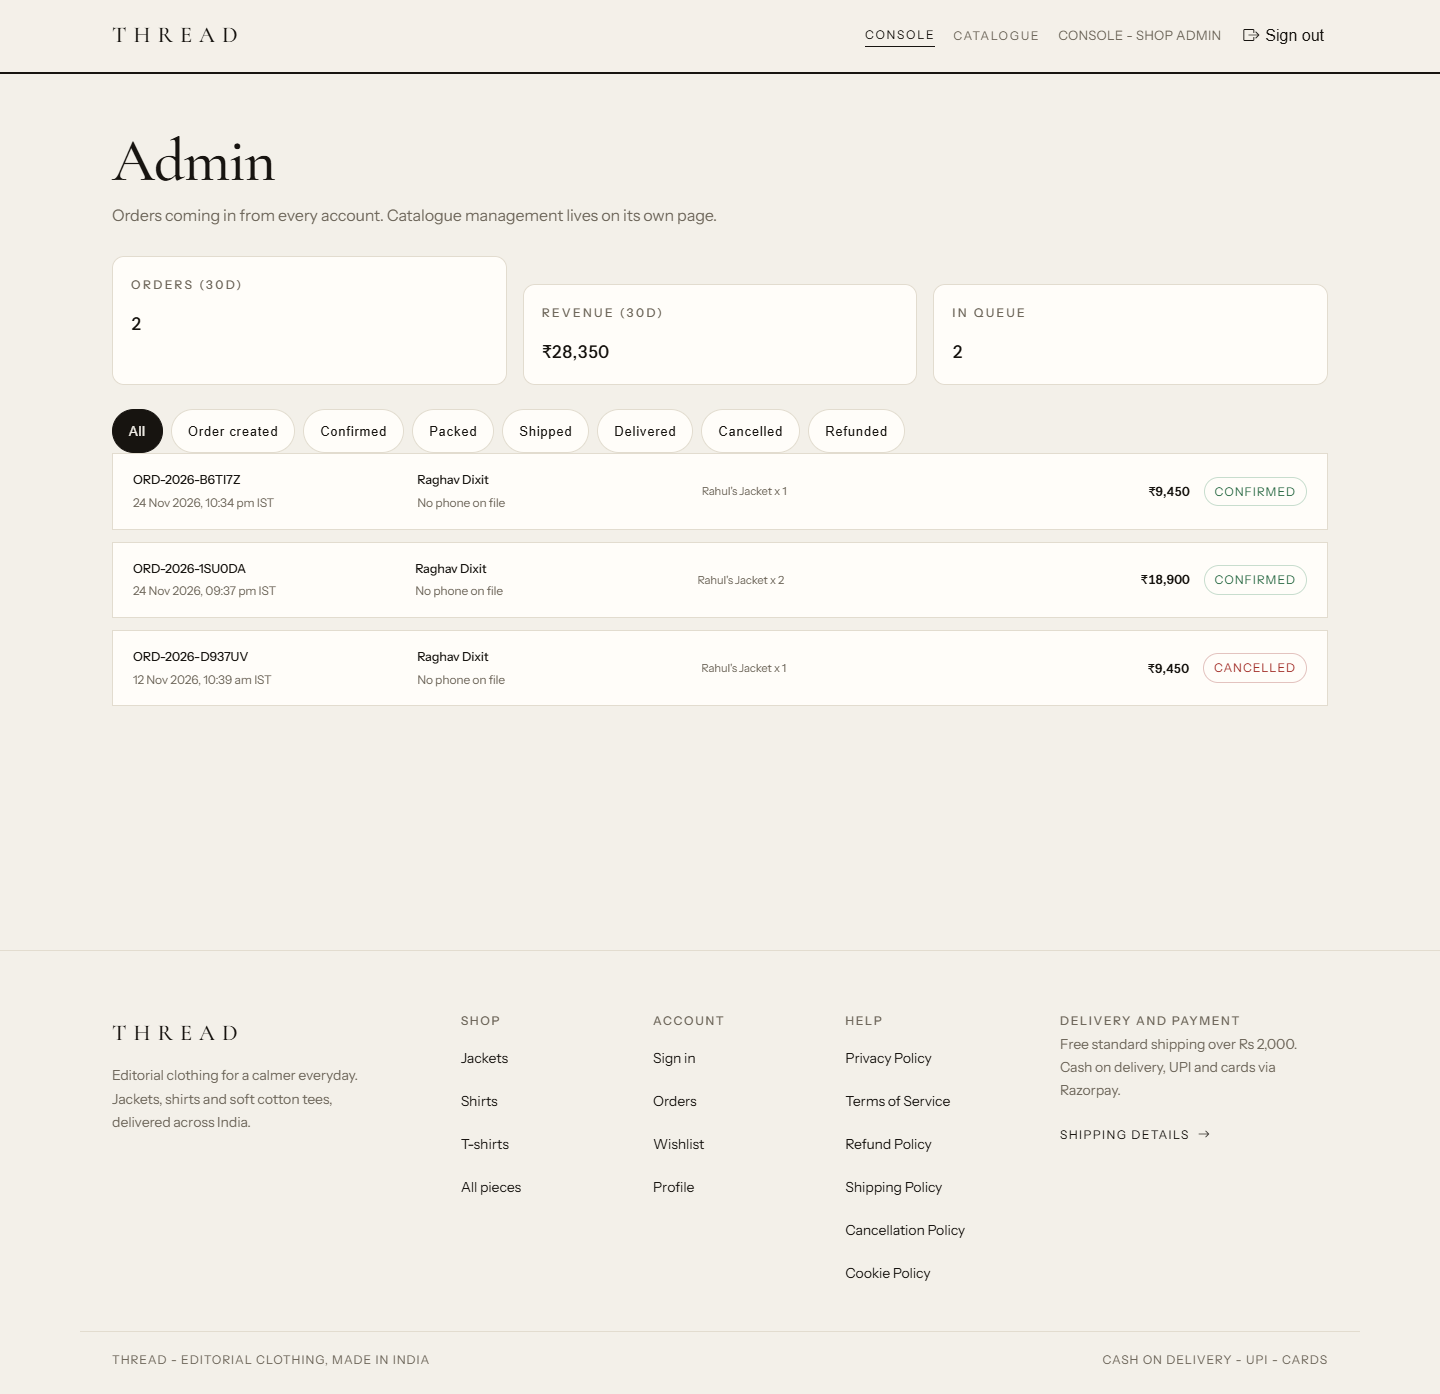 THREAD
CONSOLE CATALOGUE CONSOLE - SHOP ADMIN Sign out
Admin
Orders coming in from every account. Catalogue management lives on its own page.
ORDERS (30D)
2
REVENUE (30D)
₹28,350
IN QUEUE
2
All Order created Confirmed Packed Shipped Delivered Cancelled Refunded
ORD-2026-B6TI7Z
24 Nov 2026, 10:34 pm IST
Raghav Dixit
No phone on file
Rahul's Jacket x 1
₹9,450 CONFIRMED
ORD-2026-1SU0DA
24 Nov 2026, 09:37 pm IST
Raghav Dixit
No phone on file
Rahul's Jacket x 2
₹18,900 CONFIRMED
ORD-2026-D937UV
12 Nov 2026, 10:39 am IST
Raghav Dixit
No phone on file
Rahul's Jacket x 1
₹9,450 CANCELLED
THREAD
Editorial clothing for a calmer everyday.
Jackets, shirts and soft cotton tees,
delivered across India.
SHOP
Jackets
Shirts
T-shirts
All pieces
ACCOUNT
Sign in
Orders
Wishlist
Profile
HELP
Privacy Policy
Terms of Service
Refund Policy
Shipping Policy
Cancellation Policy
Cookie Policy
DELIVERY AND PAYMENT
Free standard shipping over Rs 2,000.
Cash on delivery, UPI and cards via
Razorpay.
SHIPPING DETAILS →
THREAD - EDITORIAL CLOTHING, MADE IN INDIA
CASH ON DELIVERY - UPI - CARDS